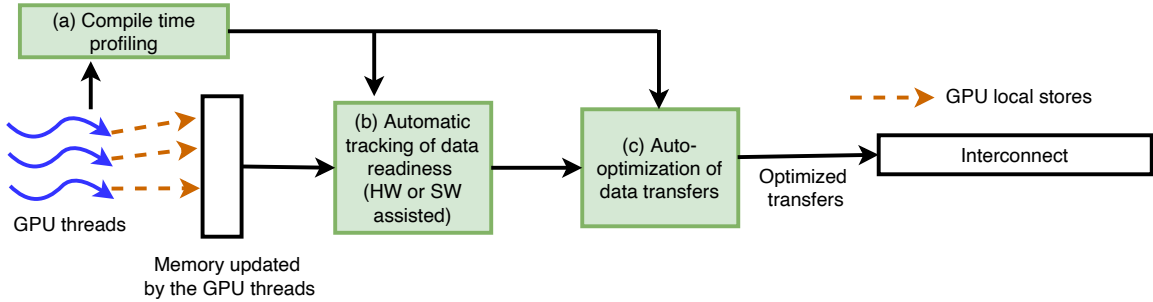 (a) Compile time
profiling
GPU threads
Memory updated
by the GPU threads
(b) Automatic
tracking of data
readiness
(HW or SW
assisted)
(c) Auto-
optimization of
data transfers
Optimized
transfers
GPU local stores
Interconnect